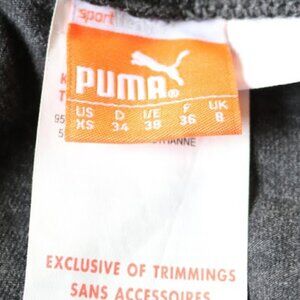 sport
PUMA®
US D I/E F UK
XS 34 38 36 8
EXCLUSIVE OF TRIMMINGS
SANS ACCESSOIRES